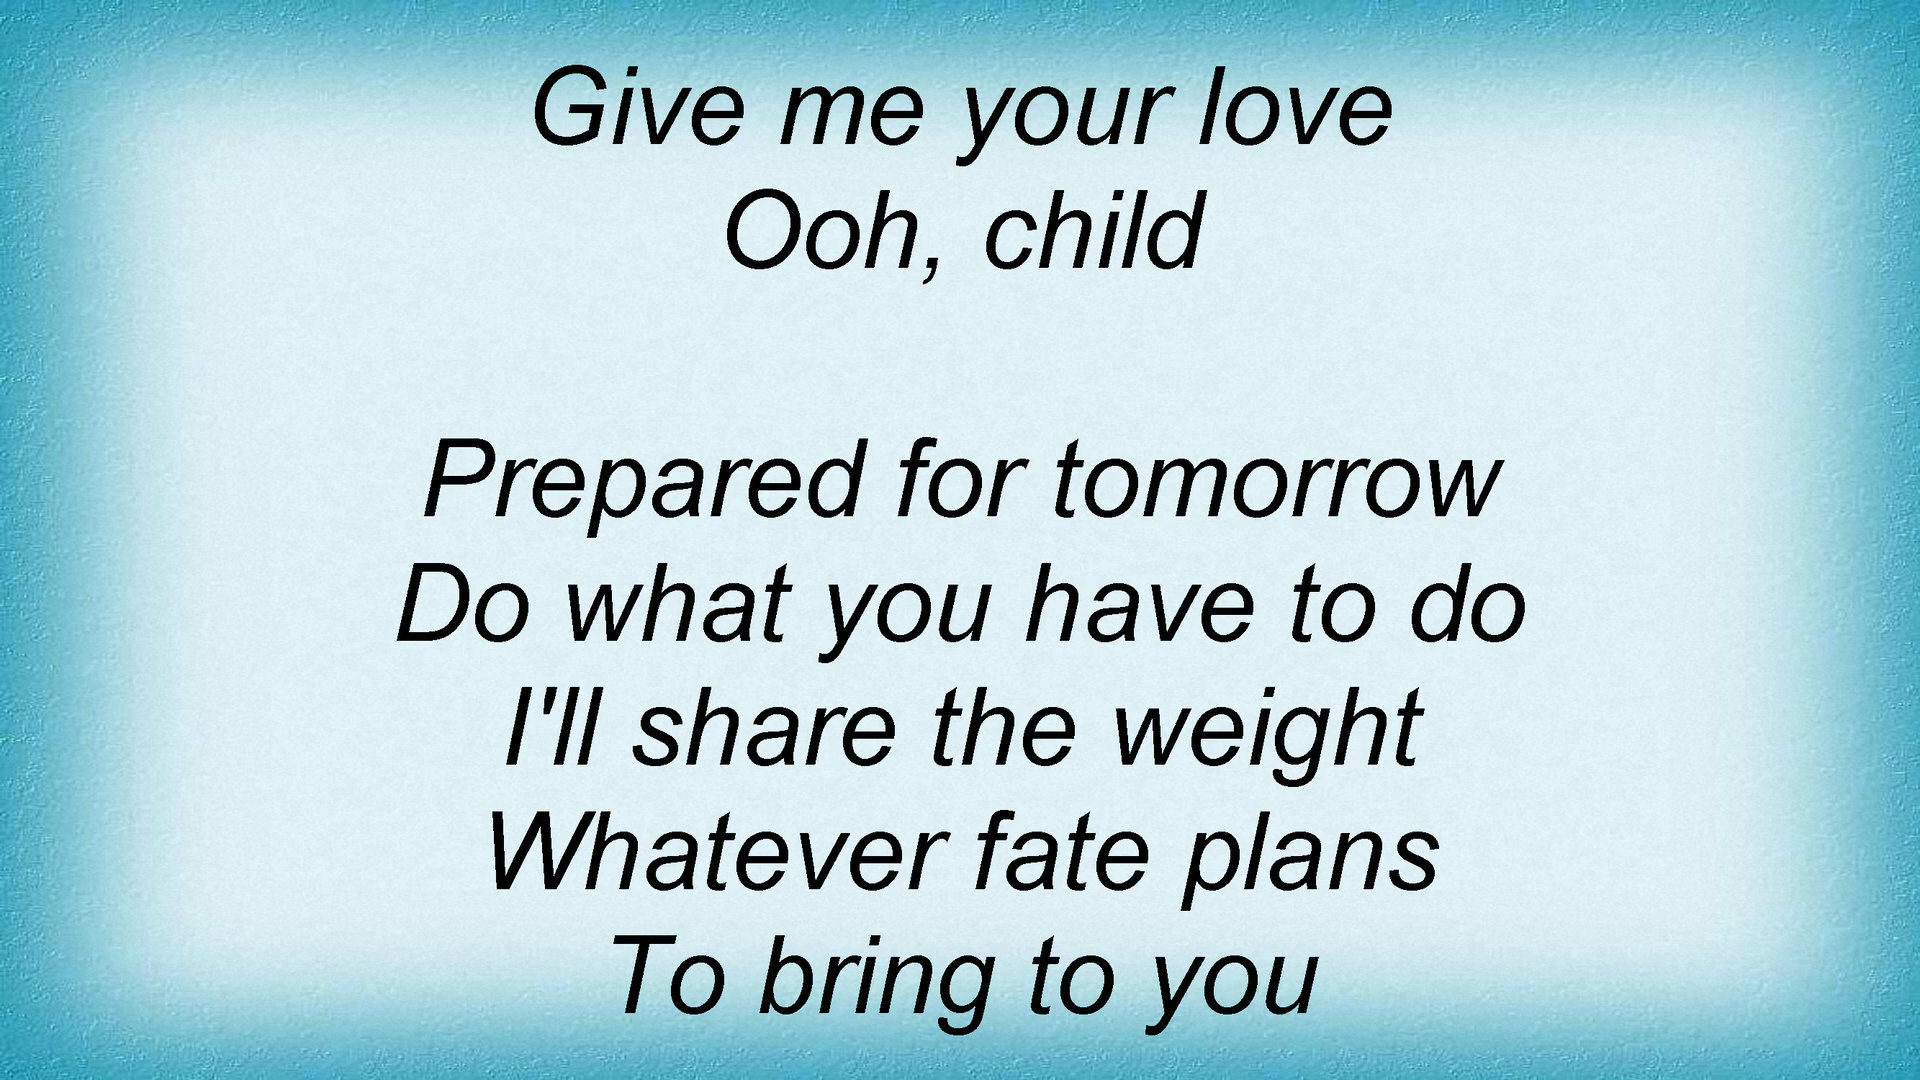 Give me your love
Ooh, child
Prepared for tomorrow
Do what you have to do
I'll share the weight
Whatever fate plans
To bring to you